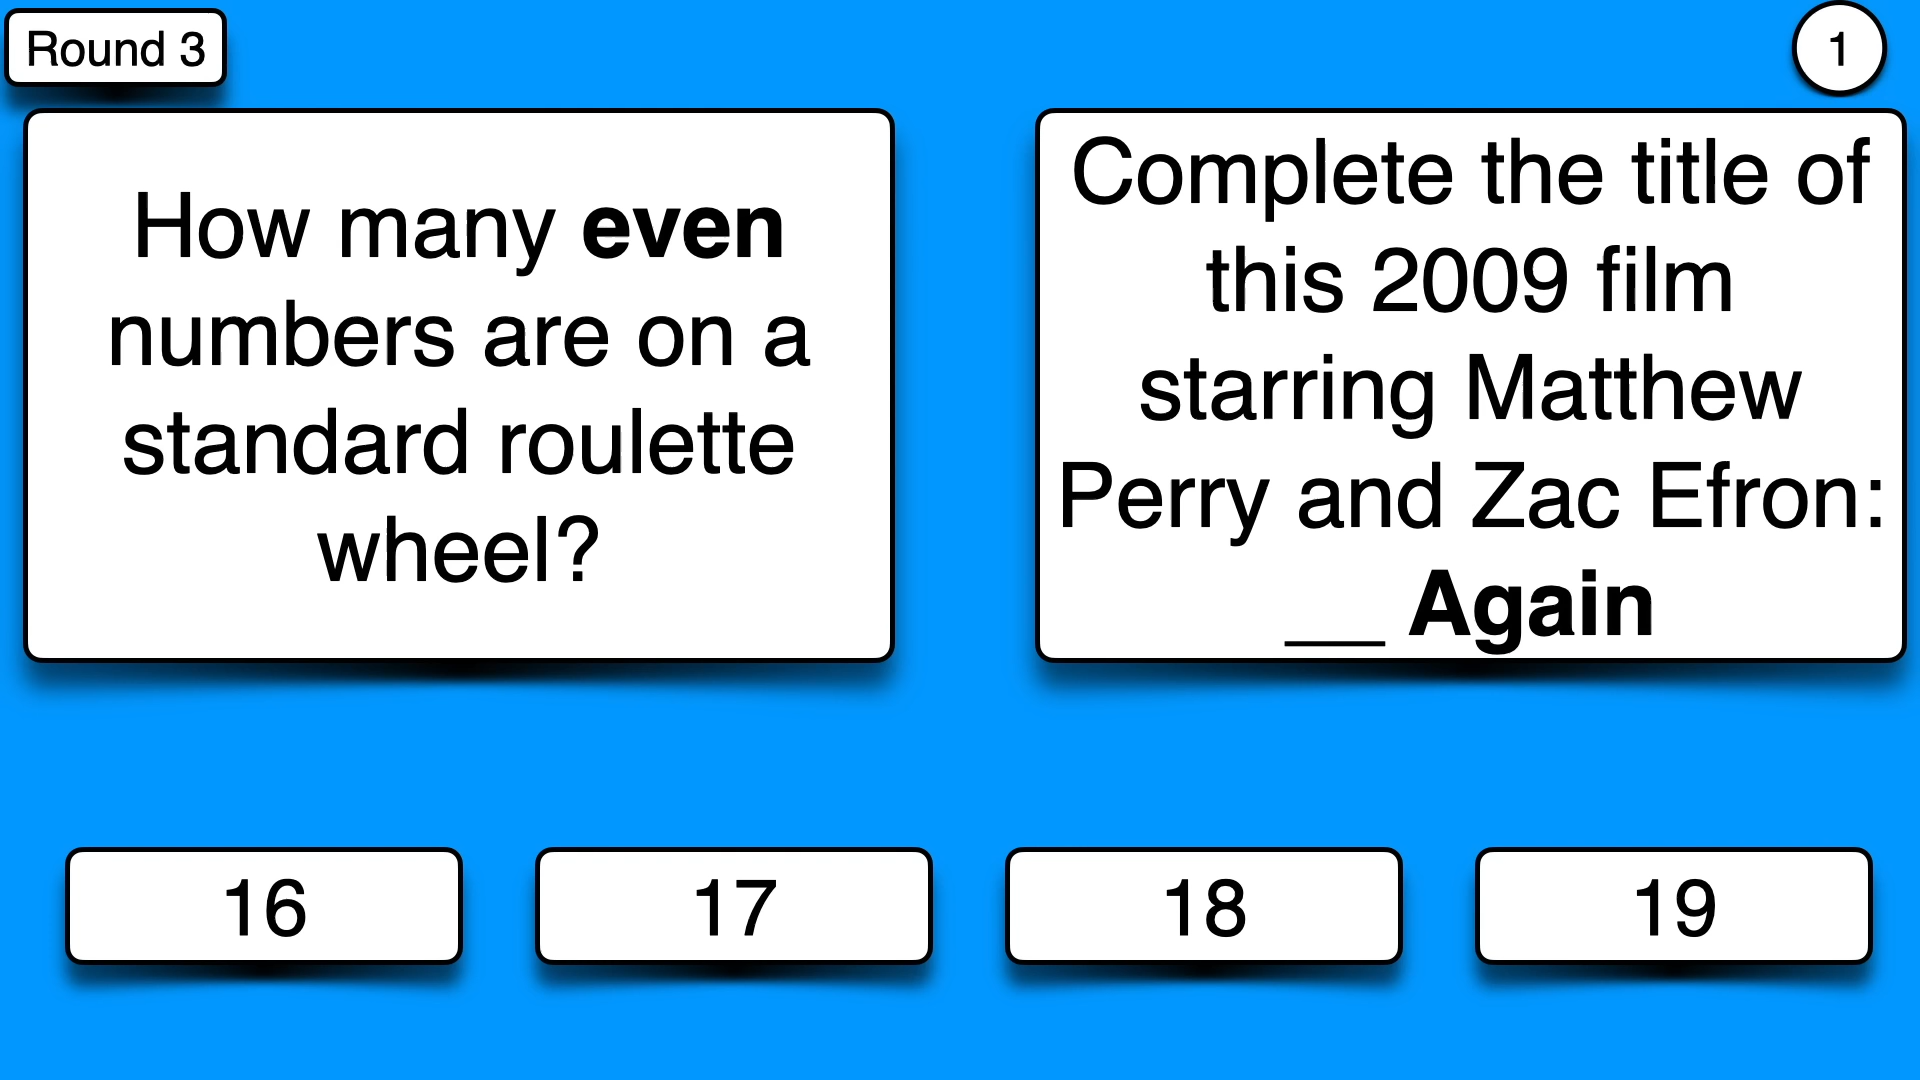 Round 3
1
How many even
numbers are on a
standard roulette
wheel?
Complete the title of
this 2009 film
starring Matthew
Perry and Zac Efron:
__ Again
16
17
18
19